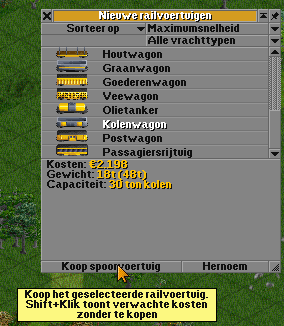 Nieuwe railvoertuigen
Sorteer op Maximumsnelheid
Alle vrachttypen
Houtwagon
Graanwagon
Goederenwagon
Veewagon
Olietanker
Kolenwagon
Postwagon
Passagiersrijtuig
Kosten: €2 198
Gewicht: 18t (48t)
Capaciteit: 30 ton kolen
Koop spoorvoertuig Hernoem
Koop het geselecteerde railvoertuig.
Shift+Klik toont verwachte kosten
zonder te kopen